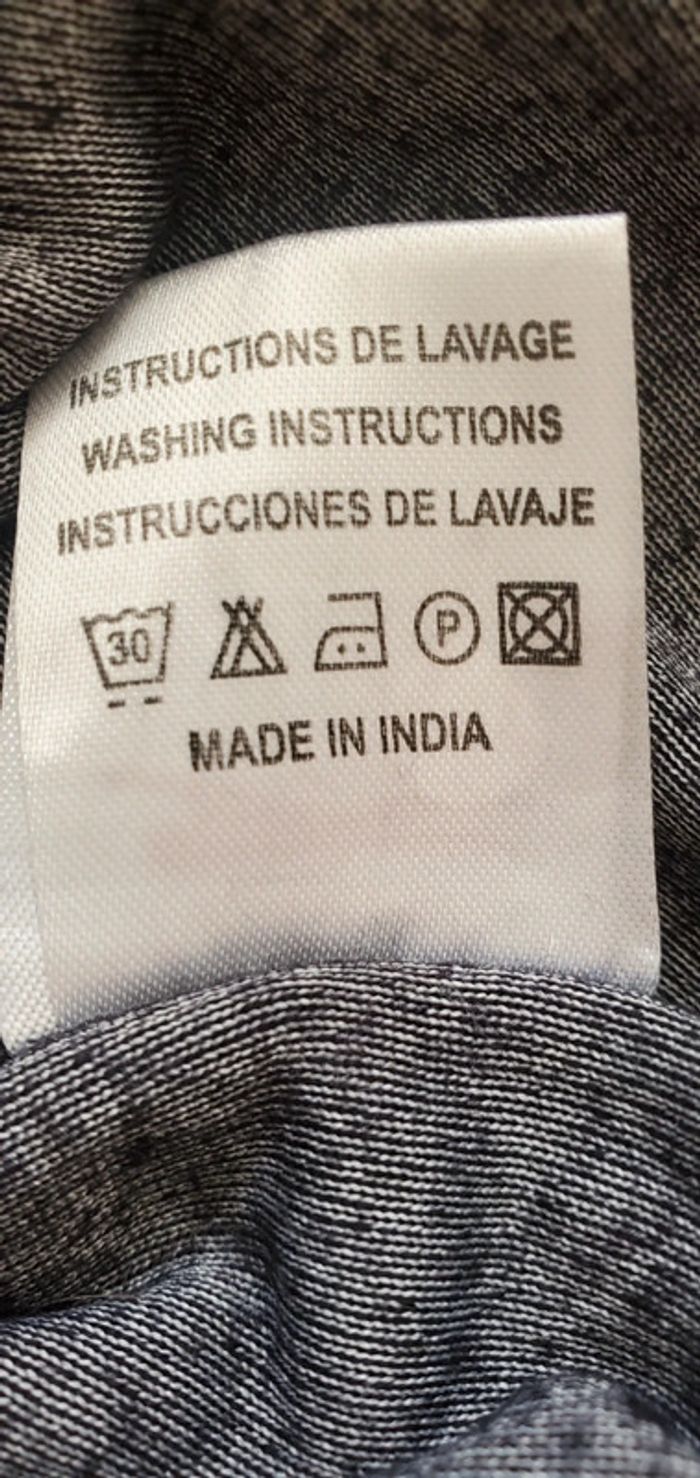 INSTRUCTIONS DE LAVAGE
WASHING INSTRUCTIONS
INSTRUCCIONES DE LAVAJE
30 P
MADE IN INDIA